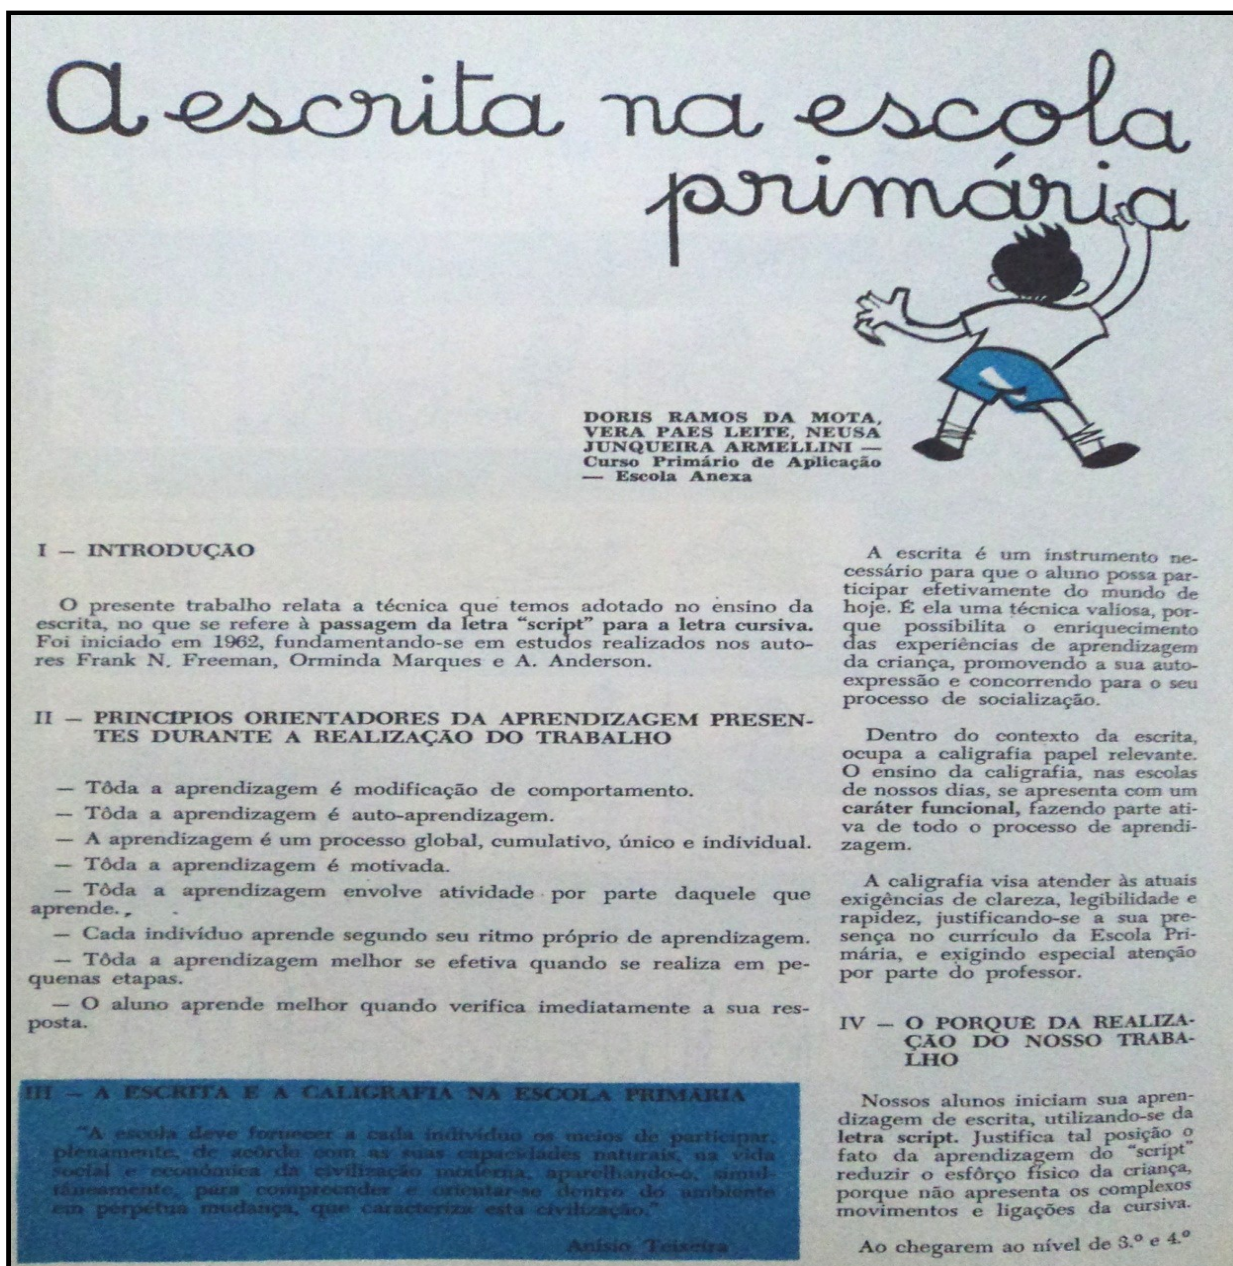 A escrita na escola
primária
DORIS RAMOS DA MOTA,
VERA PAES LEITE, NEUSA
JUNQUEIRA ARMELLINI —
Curso Primário de Aplicação
— Escola Anexa
I — INTRODUÇÃO
O presente trabalho relata a técnica que temos adotado no ensino da
escrita, no que se refere à passagem da letra “script” para a letra cursiva.
Foi iniciado em 1962, fundamentando-se em estudos realizados nos auto-
res Frank N. Freeman, Orminda Marques e A. Anderson.
II — PRINCIPIOS ORIENTADORES DA APRENDIZAGEM PRESEN-
TES DURANTE A REALIZAÇÃO DO TRABALHO
— Tôda a aprendizagem é modificação de comportamento.
— Tôda a aprendizagem é auto-aprendizagem.
— A aprendizagem é um processo global, cumulativo, único e individual.
— Tôda a aprendizagem é motivada.
— Tôda a aprendizagem envolve atividade por parte daquele que
aprende.
— Cada indivíduo aprende segundo seu ritmo próprio de aprendizagem.
— Tôda a aprendizagem melhor se efetiva quando se realiza em pe-
quenas etapas.
— O aluno aprende melhor quando verifica imediatamente a sua res-
posta.
III — A ESCRITA E A CALIGRAFIA NA ESCOLA PRIMÁRIA
“A escola deve fornecer a cada indivíduo os meios de participar,
plenamente, de acôrdo com as suas capacidades naturais, na vida
social e econômica da civilização moderna, aparelhando-o, simul-
tâneamente, para compreender e orientar-se dentro do ambiente
em perpétua mudança, que caracteriza esta civilização.”
Anísio Teixeira
A escrita é um instrumento ne-
cessário para que o aluno possa par-
ticipar efetivamente do mundo de
hoje. É ela uma técnica valiosa, por-
que possibilita o enriquecimento
das experiências de aprendizagem
da criança, promovendo a sua auto-
expressão e concorrendo para o seu
processo de socialização.
Dentro do contexto da escrita,
ocupa a caligrafia papel relevante.
O ensino da caligrafia, nas escolas
de nossos dias, se apresenta com um
caráter funcional, fazendo parte ati-
va de todo o processo de aprendi-
zagem.
A caligrafia visa atender às atuais
exigências de clareza, legibilidade e
rapidez, justificando-se a sua pre-
sença no currículo da Escola Pri-
mária, e exigindo especial atenção
por parte do professor.
IV — O PORQUÊ DA REALIZA-
ÇÃO DO NOSSO TRABA-
LHO
Nossos alunos iniciam sua apren-
dizagem de escrita, utilizando-se da
letra script. Justifica tal posição o
fato da aprendizagem do “script”
reduzir o esfôrço físico da criança,
porque não apresenta os complexos
movimentos e ligações da cursiva.
Ao chegarem ao nível de 3.º e 4.º